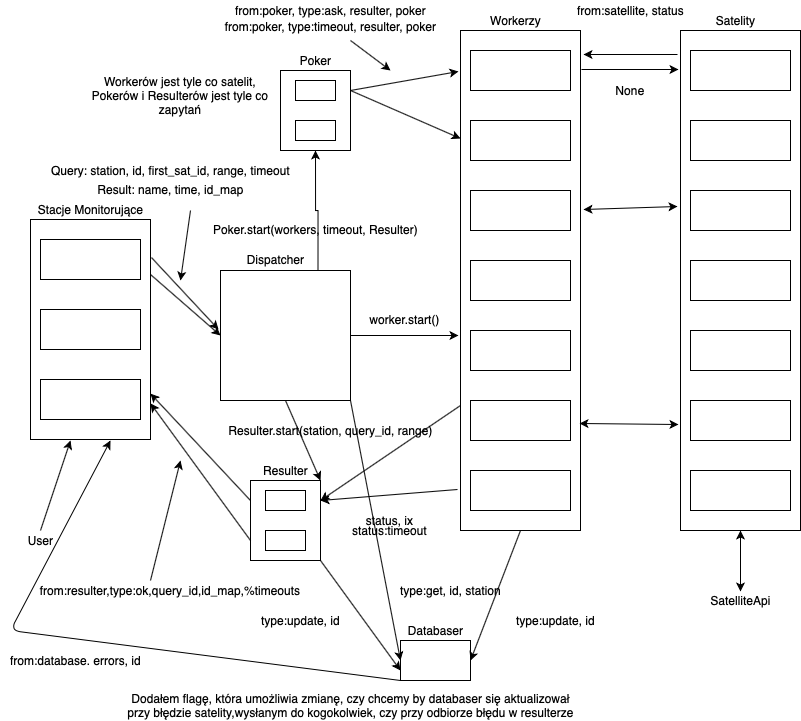 from:poker, type:ask, resulter, poker
from:poker, type:timeout, resulter, poker
Workerzy
from:satellite, status
Satelity
Poker
Workerów jest tyle co satelit,
Pokerów i Resulterów jest tyle co
zapytań
None
Query: station, id, first_sat_id, range, timeout
Result: name, time, id_map
Stacje Monitorujące
Poker.start(workers, timeout, Resulter)
Dispatcher
worker.start()
Resulter.start(station, query_id, range)
Resulter
status, ix
status:timeout
User
from:resulter,type:ok,query_id,id_map,%timeouts
type:get, id, station
SatelliteApi
type:update, id
type:update, id
Databaser
from:database. errors, id
Dodałem flagę, która umożliwia zmianę, czy chcemy by databaser się aktualizował
przy błędzie satelity,wysłanym do kogokolwiek, czy przy odbiorze błędu w resulterze